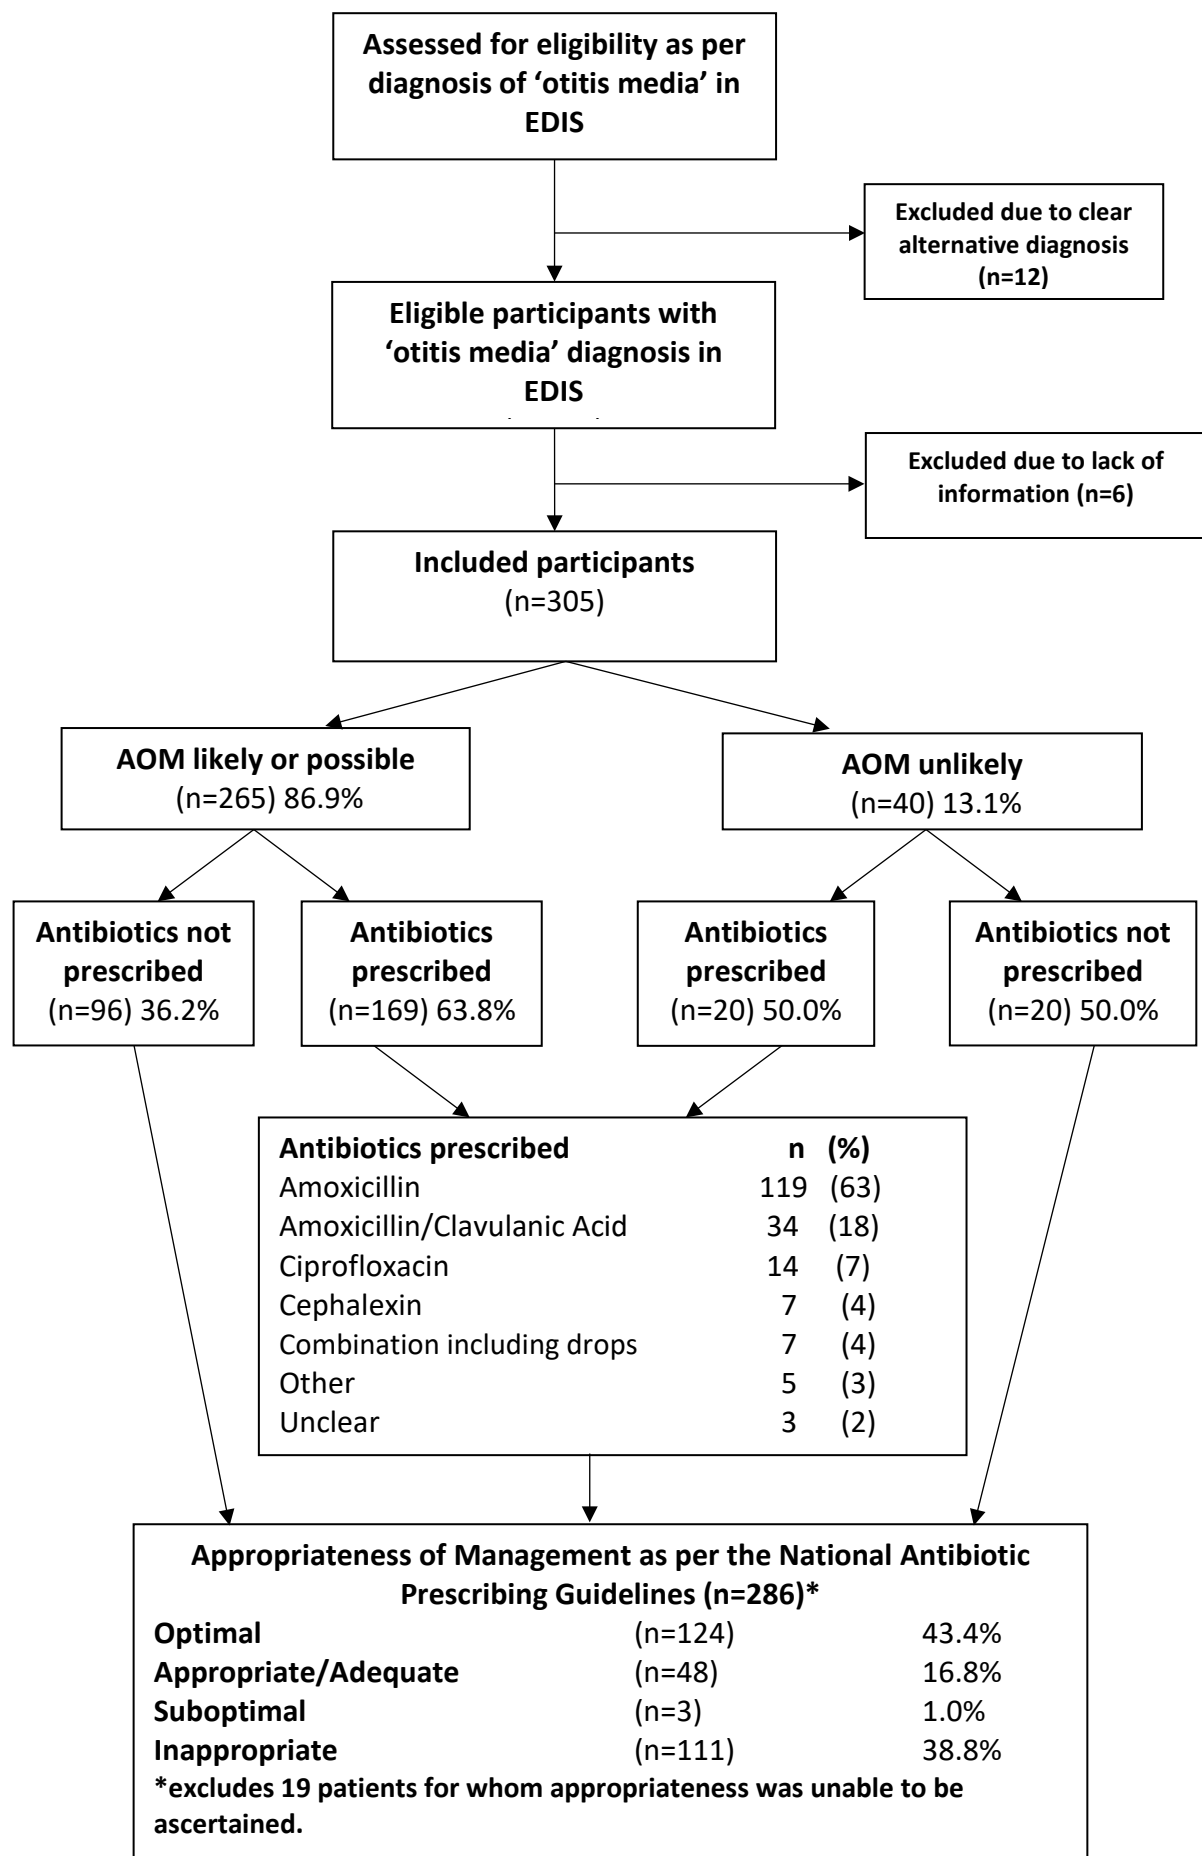 Assessed for eligibility as per
diagnosis of ‘otitis media’ in
EDIS
Excluded due to clear
alternative diagnosis
(n=12)
Eligible participants with
‘otitis media’ diagnosis in
EDIS
Excluded due to lack of
information (n=6)
Included participants
(n=305)
AOM likely or possible
(n=265) 86.9%
AOM unlikely
(n=40) 13.1%
Antibiotics not
prescribed
(n=96) 36.2%
Antibiotics
prescribed
(n=169) 63.8%
Antibiotics
prescribed
(n=20) 50.0%
Antibiotics not
prescribed
(n=20) 50.0%
Antibiotics prescribed n (%)
Amoxicillin 119 (63)
Amoxicillin/Clavulanic Acid 34 (18)
Ciprofloxacin 14 (7)
Cephalexin 7 (4)
Combination including drops 7 (4)
Other 5 (3)
Unclear 3 (2)
Appropriateness of Management as per the National Antibiotic
Prescribing Guidelines (n=286)*
Optimal (n=124) 43.4%
Appropriate/Adequate (n=48) 16.8%
Suboptimal (n=3) 1.0%
Inappropriate (n=111) 38.8%
*excludes 19 patients for whom appropriateness was unable to be
ascertained.